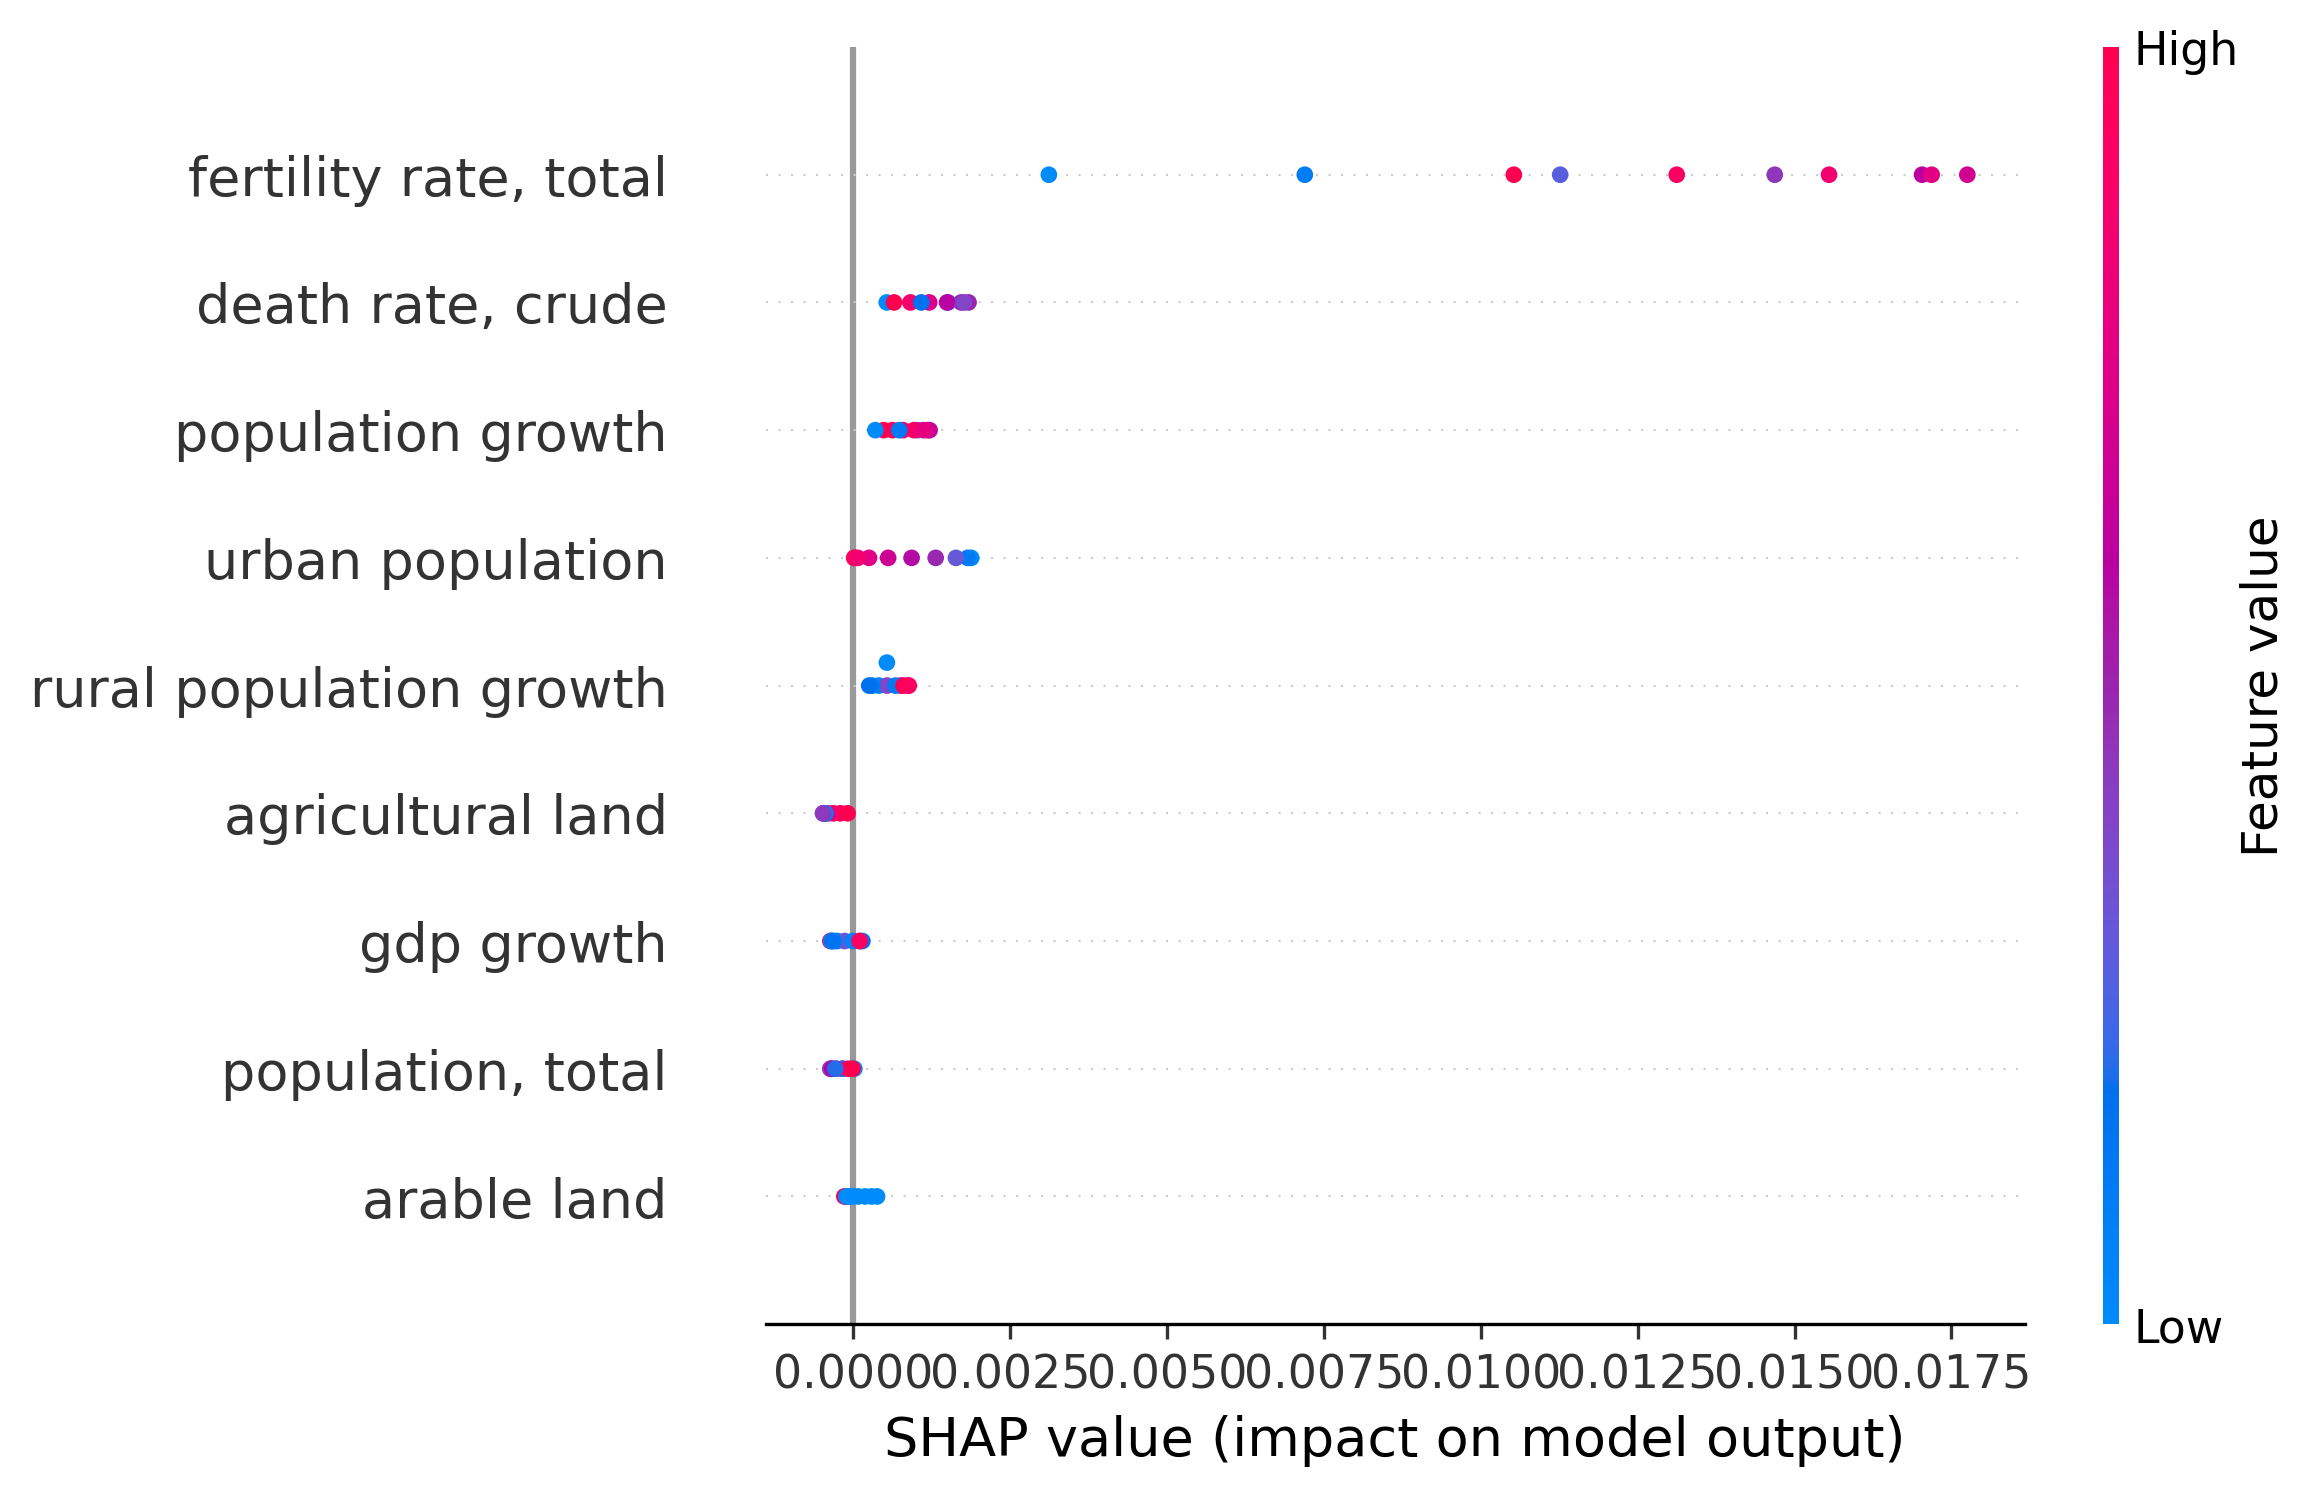 High
fertility rate, total
death rate, crude
population growth
urban population
rural population growth
agricultural land
gdp growth
population, total
arable land
Feature value
Low
0.0000 0.0025 0.0050 0.0075 0.0100 0.0125 0.0150 0.0175
SHAP value (impact on model output)